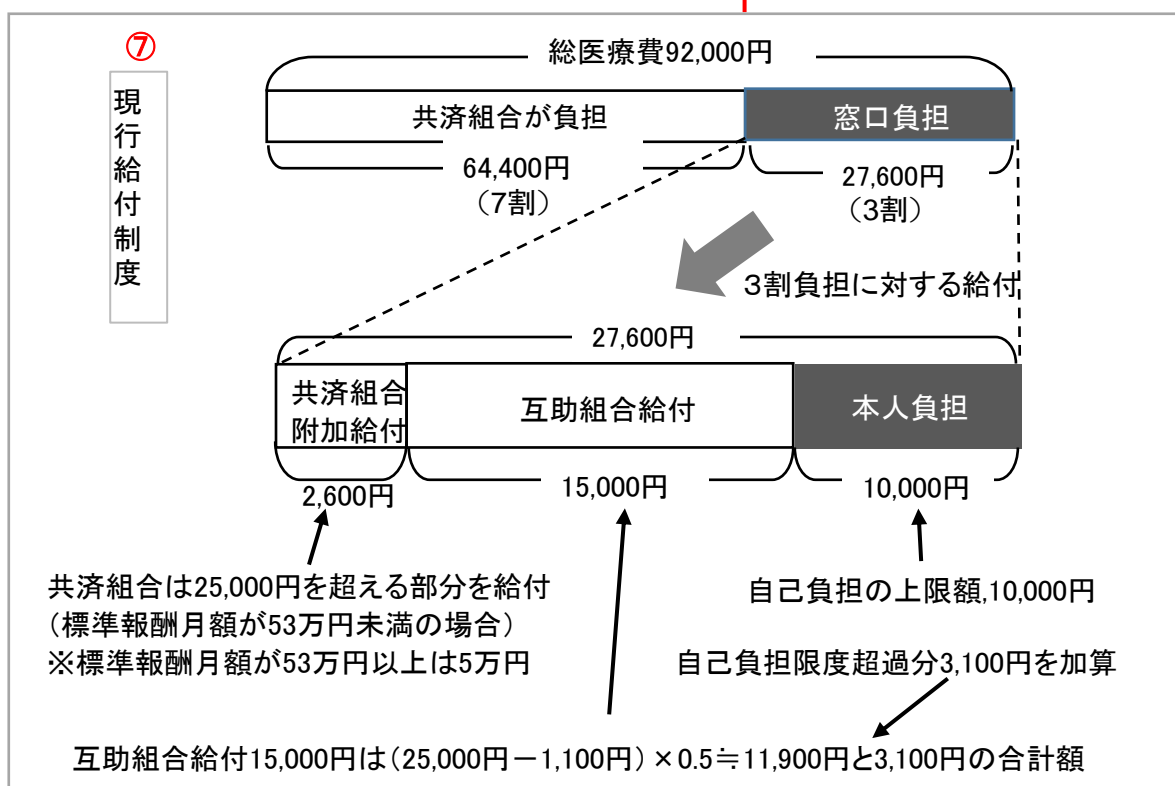 ⑦
現行給付制度
総医療費92,000円
共済組合が負担
窓口負担
64,400円
(7割)
27,600円
(3割)
3割負担に対する給付
27,600円
共済組合
附加給付
互助組合給付
本人負担
2,600円
15,000円
10,000円
共済組合は25,000円を超える部分を給付
(標準報酬月額が53万円未満の場合)
※標準報酬月額が53万円以上は5万円
自己負担の上限額,10,000円
自己負担限度超過分3,100円を加算
互助組合給付15,000円は(25,000円-1,100円)×0.5≒11,900円と3,100円の合計額